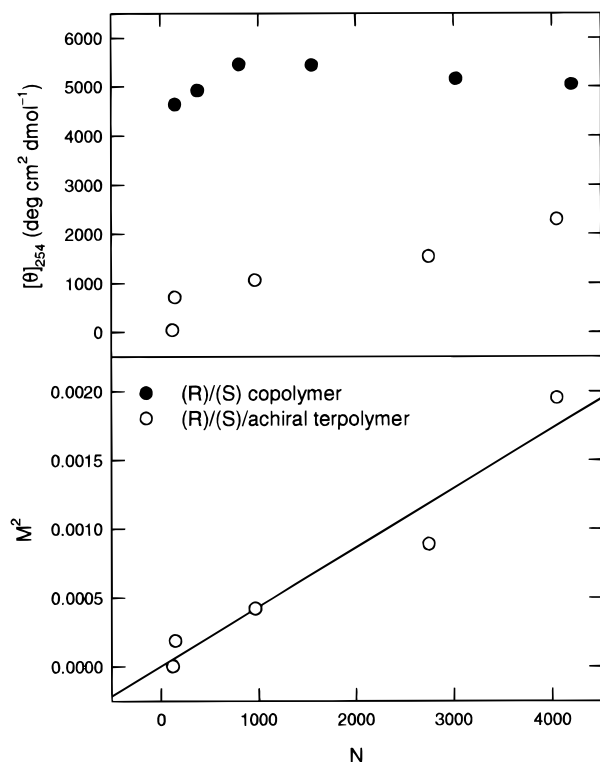 6000
5000
4000
3000
2000
1000
0
[θ]254 (deg cm² dmol⁻¹)
(R)/(S) copolymer
(R)/(S)/achiral terpolymer
0.0020
0.0015
0.0010
0.0005
0.0000
M²
0 1000 2000 3000 4000
N